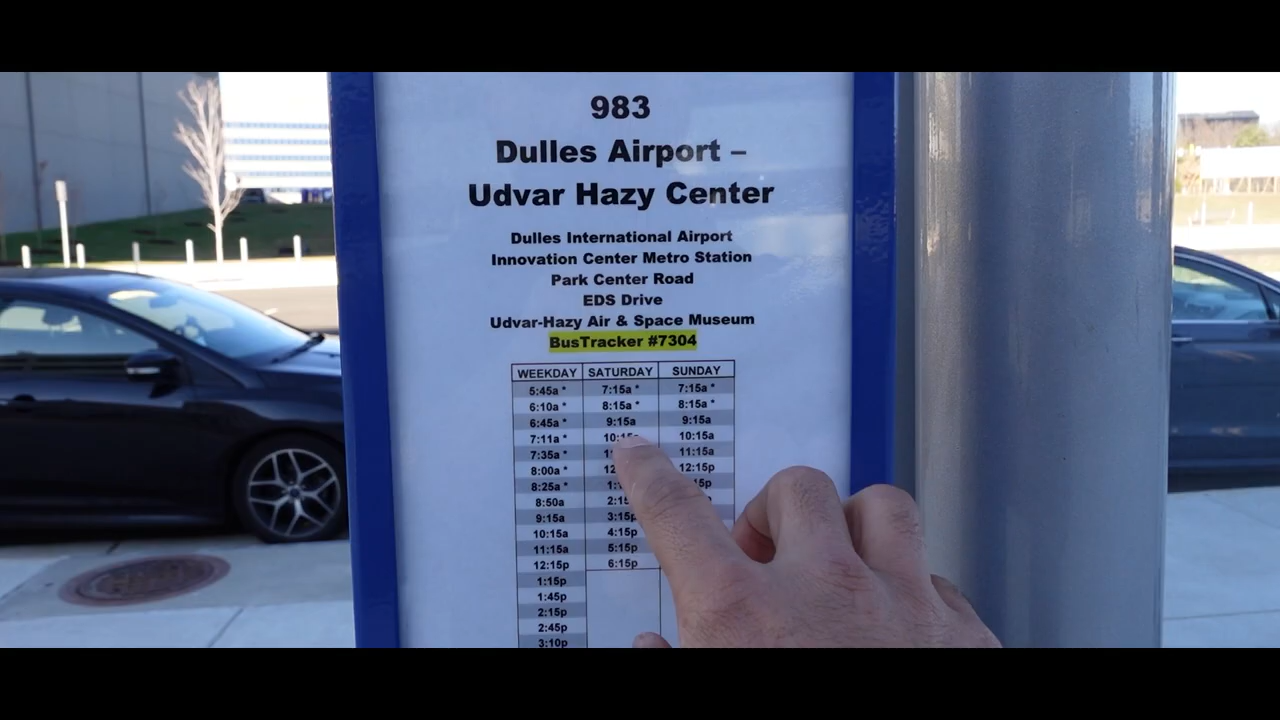 983
Dulles Airport –
Udvar Hazy Center
Dulles International Airport
Innovation Center Metro Station
Park Center Road
EDS Drive
Udvar-Hazy Air & Space Museum
BusTracker #7304
WEEKDAY SATURDAY SUNDAY
5:45a * 7:15a * 7:15a *
6:10a * 8:15a * 8:15a *
6:45a * 9:15a 9:15a
7:11a * 10:15a
7:35a * 11:15a
8:00a * 12:15p
8:25a *
8:50a
9:15a 3:15p
10:15a 4:15p
11:15a 5:15p
12:15p 6:15p
1:15p
1:45p
2:15p
2:45p
3:10p